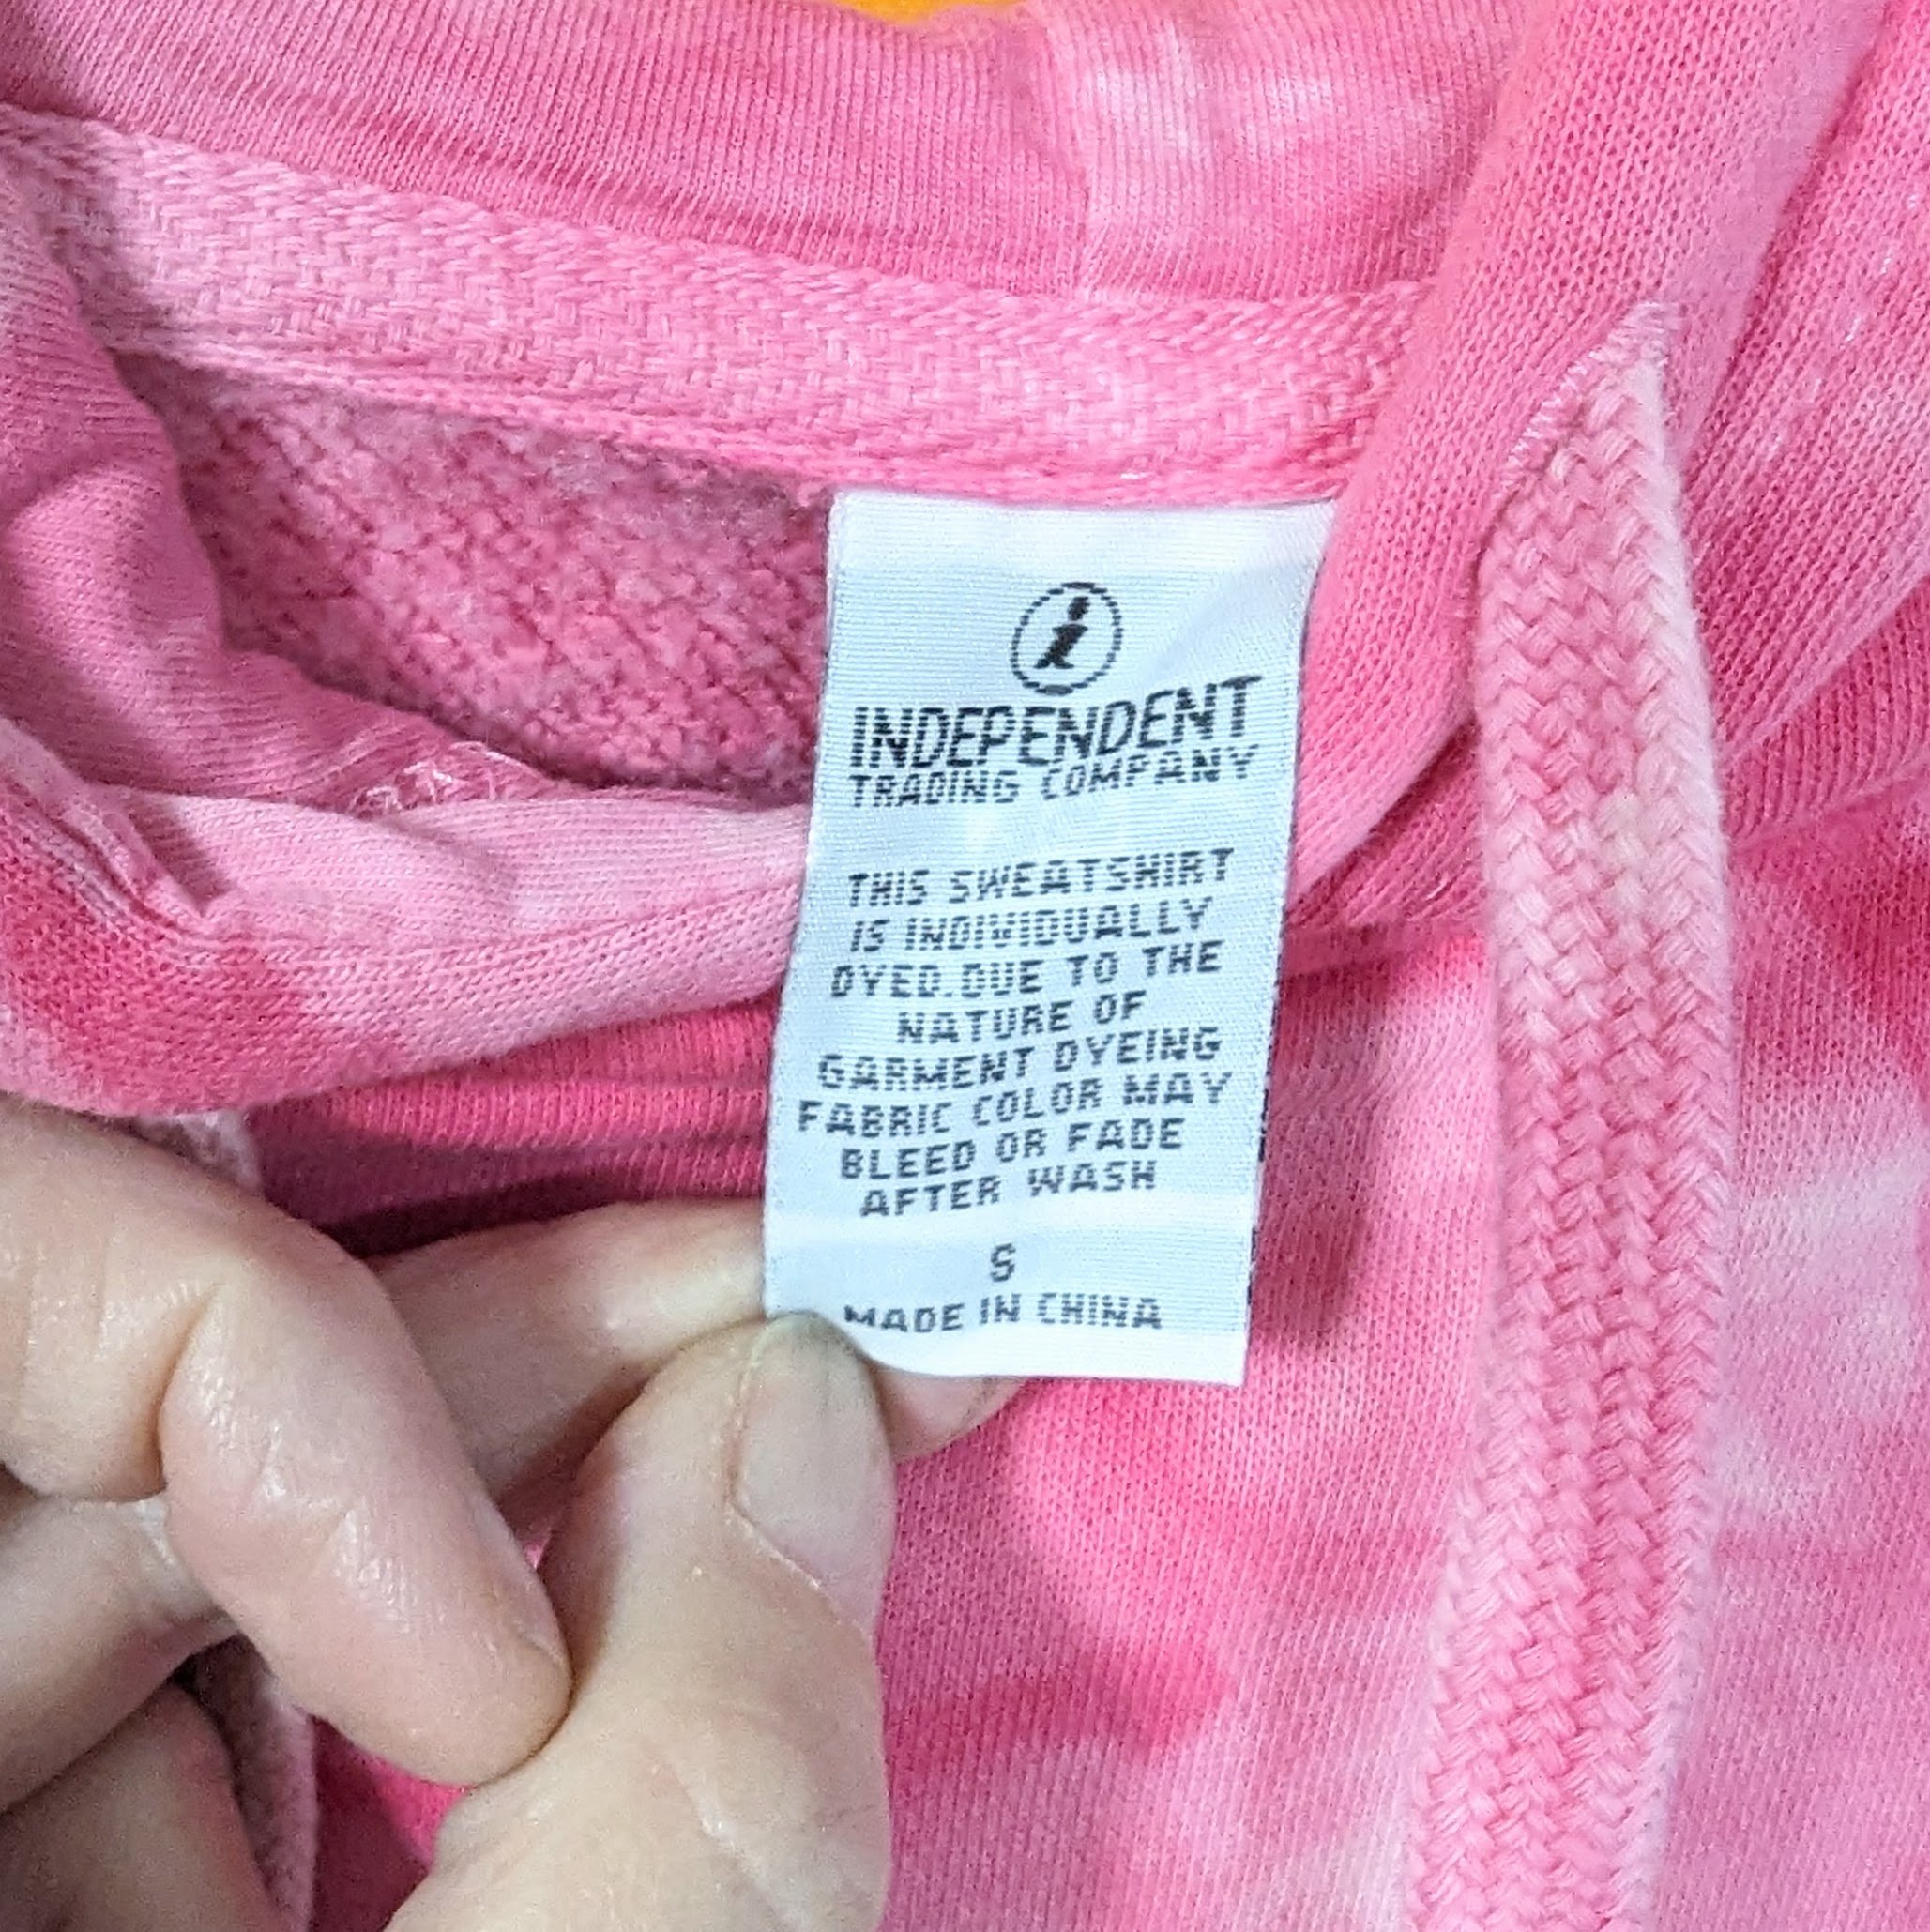 i
INDEPENDENT
TRADING COMPANY
THIS SWEATSHIRT
IS INDIVIDUALLY
DYED.DUE TO THE
NATURE OF
GARMENT DYEING
FABRIC COLOR MAY
BLEED OR FADE
AFTER WASH
S
MADE IN CHINA